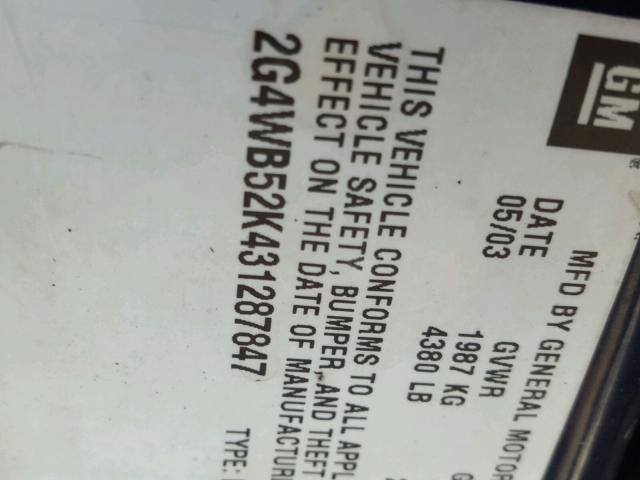 GM
MFD BY GENERAL MOTOR
DATE GVWR
05/03 1987 KG
4380 LB
THIS VEHICLE CONFORMS TO ALL APPL
VEHICLE SAFETY, BUMPER, AND THEFT
EFFECT ON THE DATE OF MANUFACTUR
2G4WB52K431287847 TYPE: